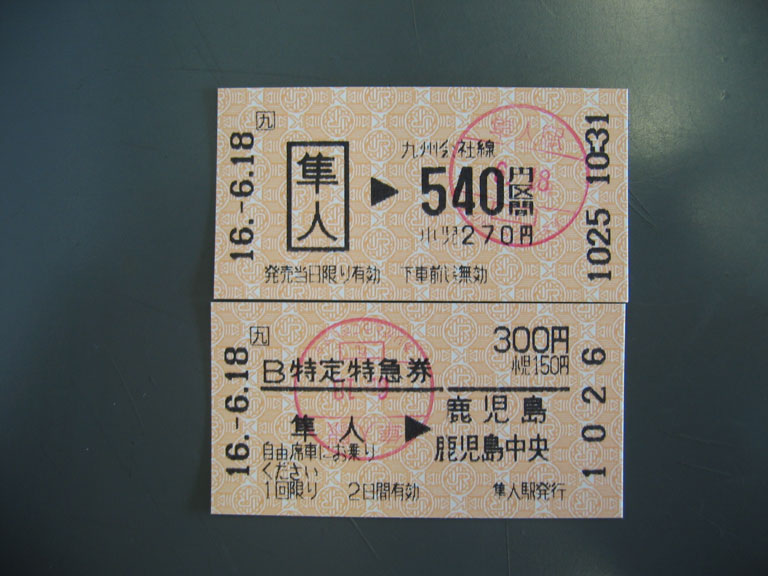 16.-6.18
九
隼人
九州会社線
540円区間
小児270円
発売当日限り有効 下車前途無効
1025 10:31
16.-6.18
九
300円
小児150円
B特定特急券
隼人 ▶ 鹿児島
鹿児島中央
自由席車にお乗り
ください
1回限り 2日間有効
隼人駅発行
1026